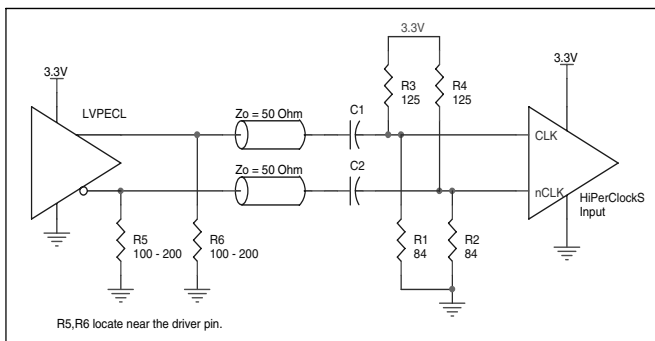 3.3V
3.3V
3.3V
LVPECL
Zo = 50 Ohm
C1
R3
125
R4
125
CLK
Zo = 50 Ohm
C2
nCLK
HiPerClockS
Input
R5
100 - 200
R6
100 - 200
R1
84
R2
84
R5,R6 locate near the driver pin.